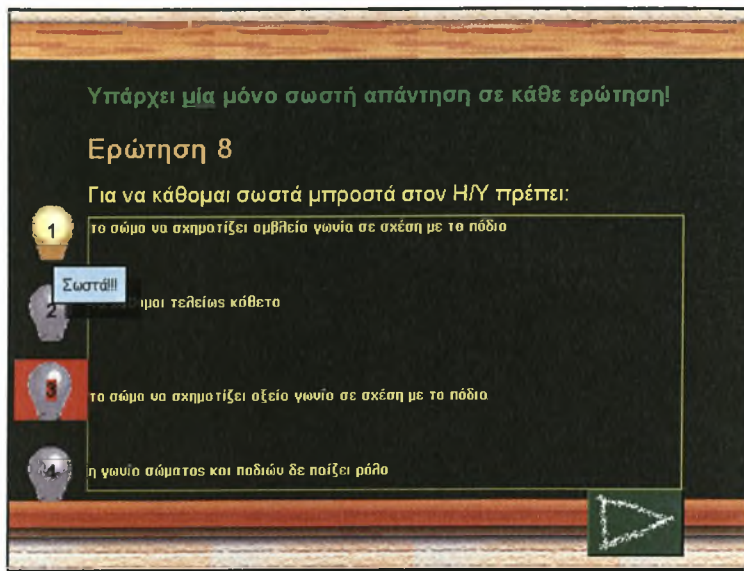 Υπάρχει μία μόνο σωστή απάντηση σε κάθε ερώτηση!
Ερώτηση 8
Για να κάθομαι σωστά μπροστά στον Η/Υ πρέπει:
1 το σώμα να σχηματίζει αμβλεία γωνία σε σχέση με τα πόδια
Σωστά!!!
2 τελείως κάθετα
3 το σώμα να σχηματίζει οξεία γωνία σε σχέση με τα πόδια
4 η γωνία σώματος και ποδιών δε παίζει ρόλο